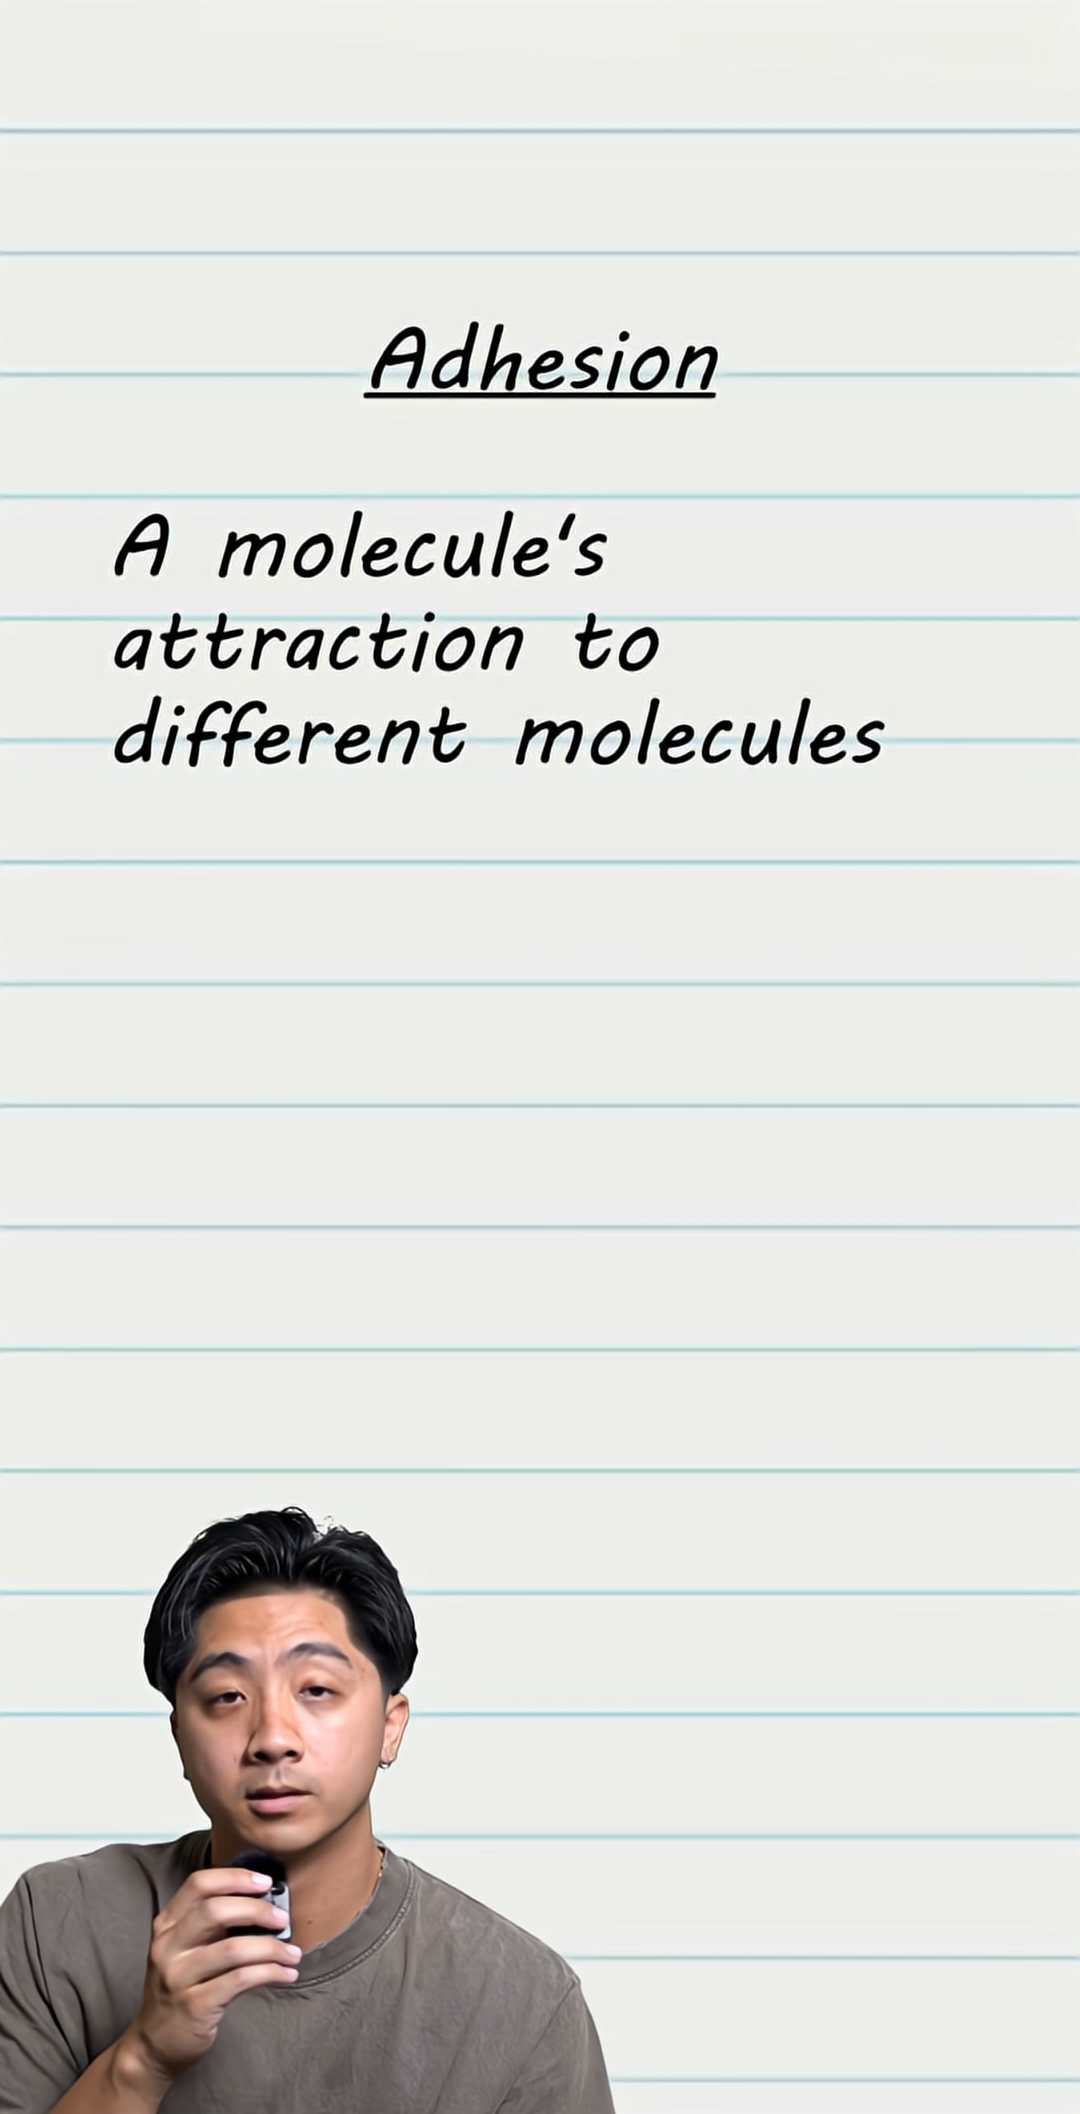 Adhesion
A molecule's
attraction to
different molecules